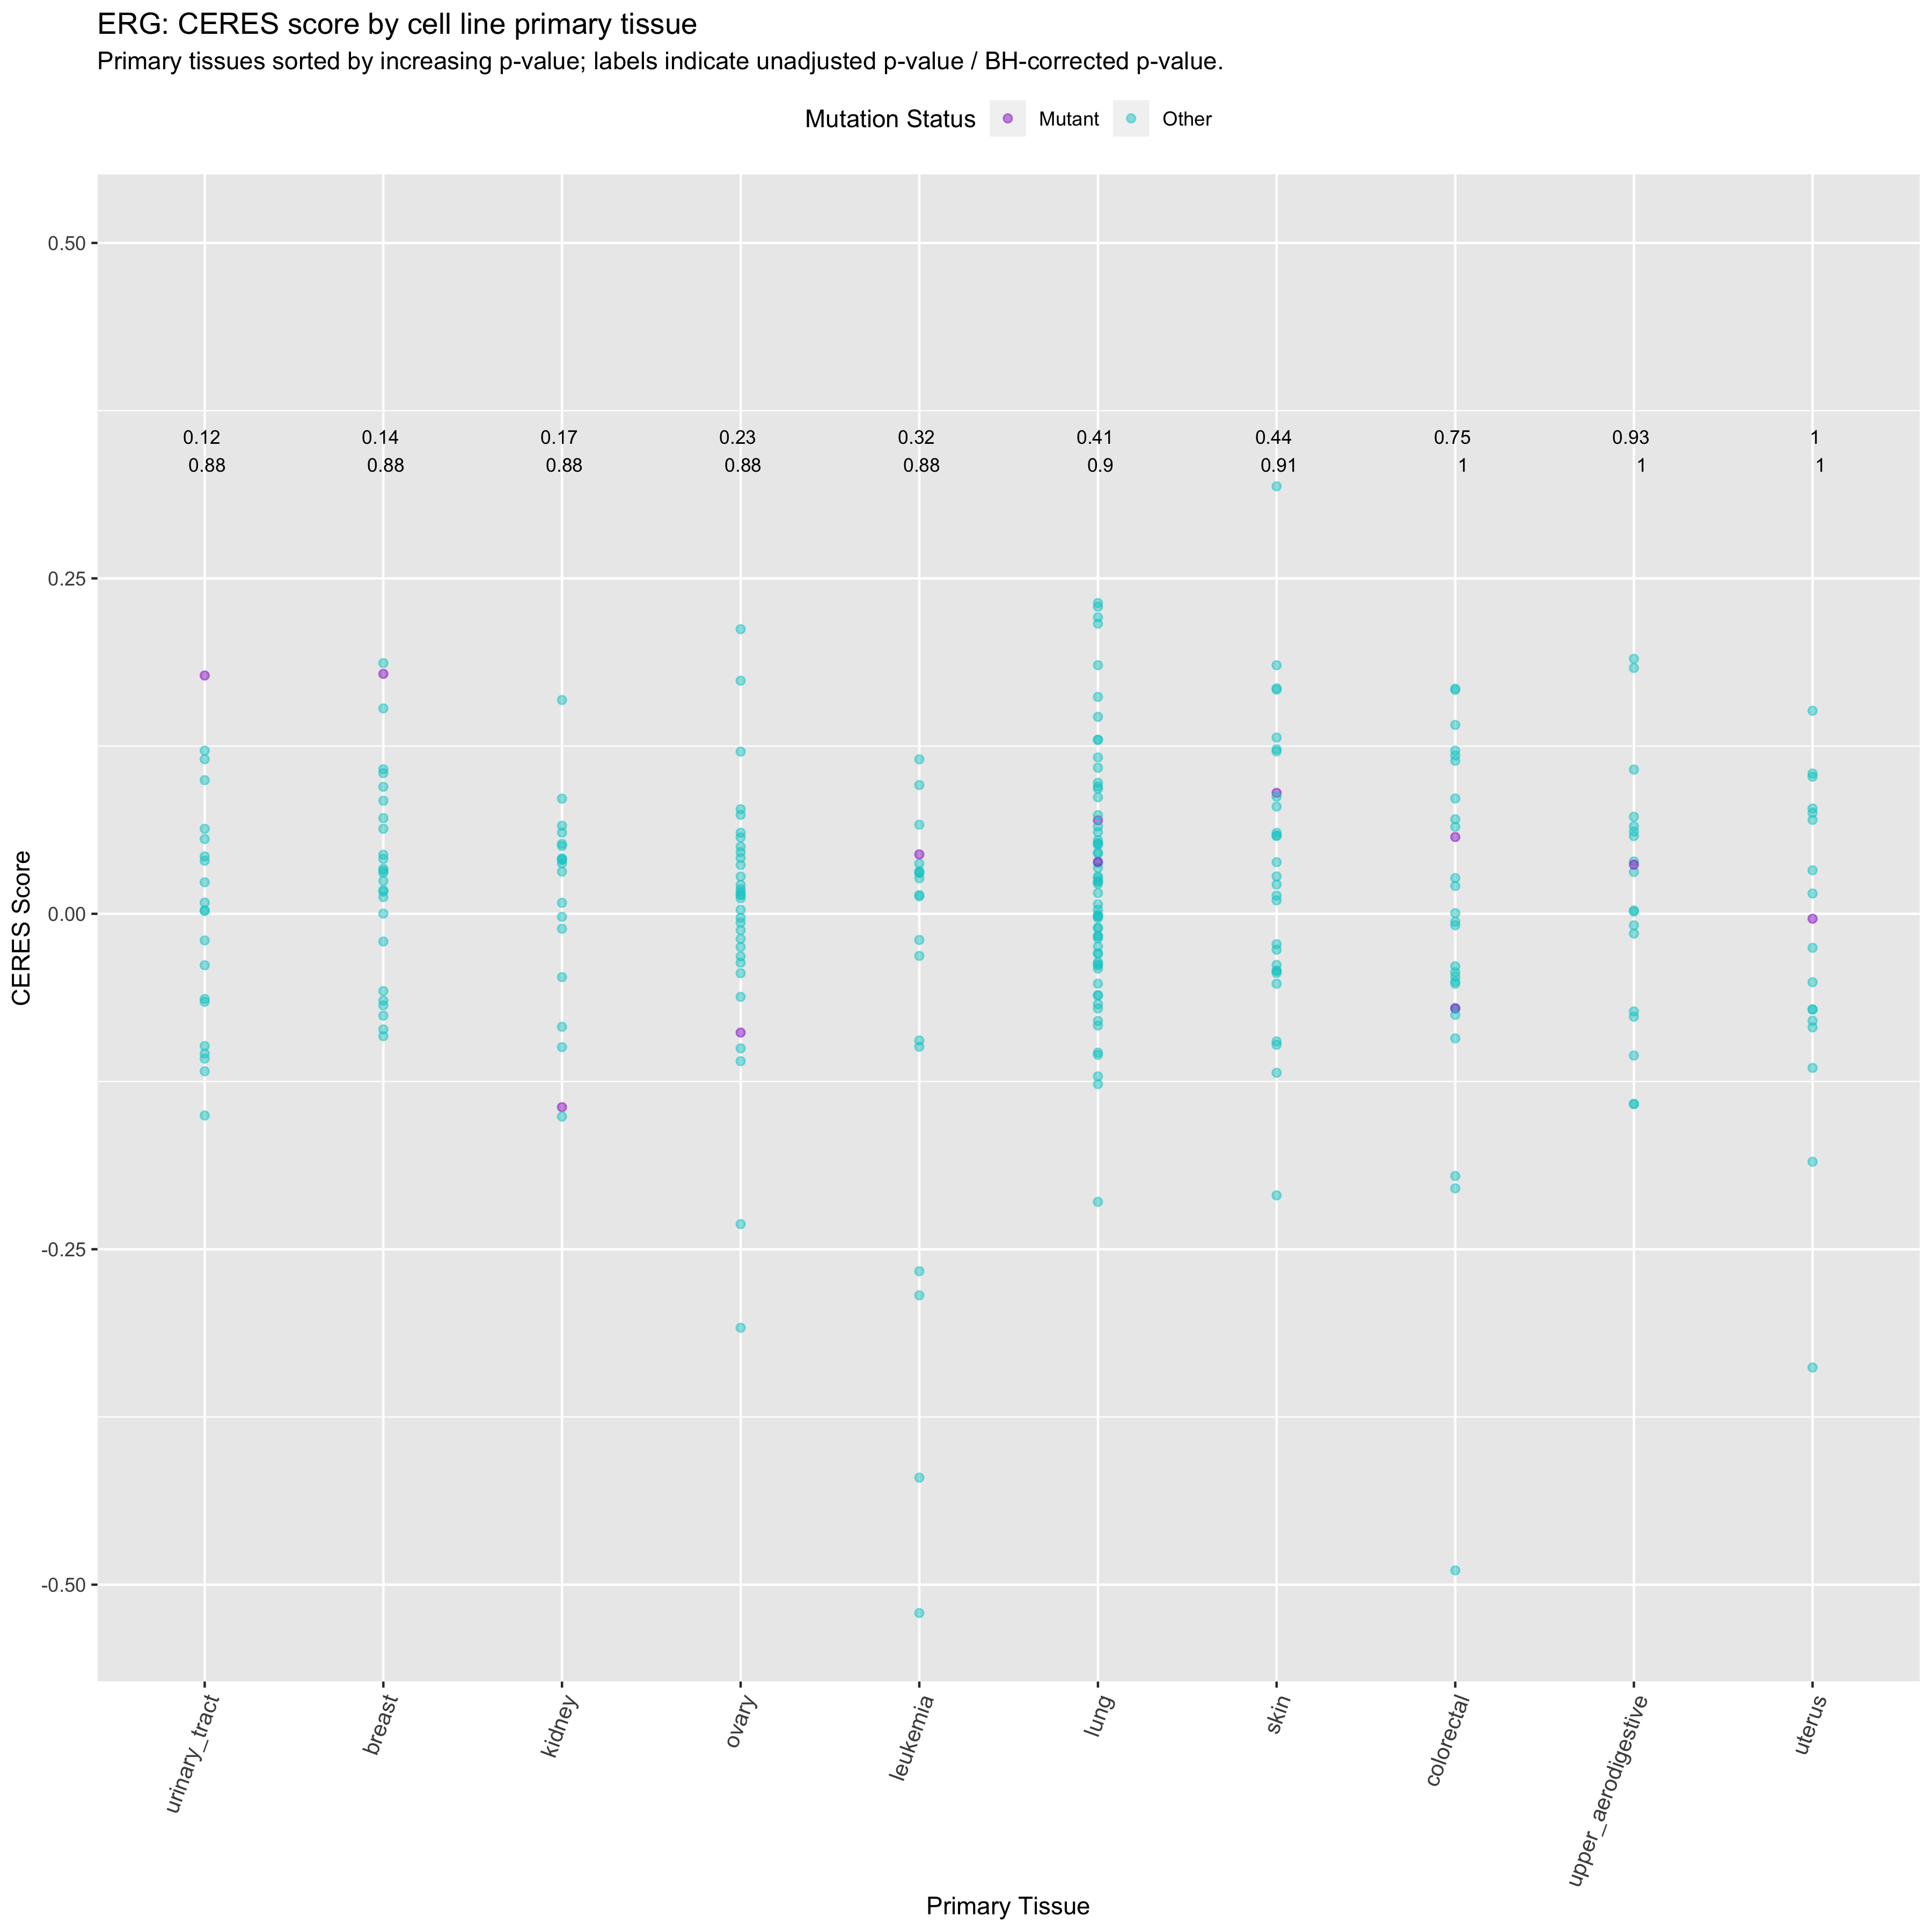 ERG: CERES score by cell line primary tissue
Primary tissues sorted by increasing p-value; labels indicate unadjusted p-value / BH-corrected p-value.
Mutation Status Mutant Other
0.50
0.12 0.14 0.17 0.23 0.32 0.41 0.44 0.75 0.93 1
0.88 0.88 0.88 0.88 0.88 0.9 0.91 1 1 1
0.25
0.00
-0.25
-0.50
CERES Score
urinary_tract breast kidney ovary leukemia lung skin colorectal upper_aerodigestive uterus
Primary Tissue